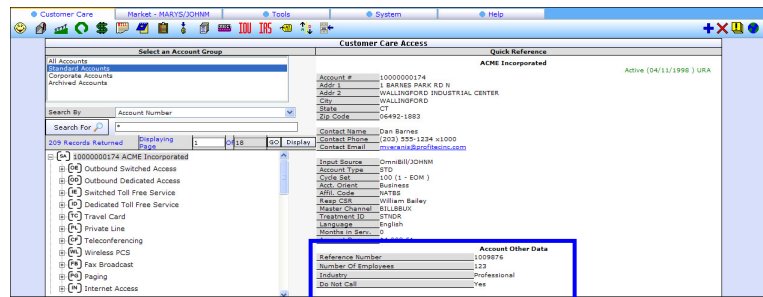 Customer Care
Market - MARYS/JOHNM
Tools
System
Help
IOU IAS
Customer Care Access
Select an Account Group
Quick Reference
All Accounts
Standard Accounts
Corporate Accounts
Archived Accounts
Search By Account Number
Search For *
209 Records Returned Displaying Page 1 Of 18 GO Display
SA 10000000174 ACME Incorporated
OE Outbound Switched Access
OD Outbound Dedicated Access
IE Switched Toll Free Service
ID Dedicated Toll Free Service
TC Travel Card
PL Private Line
CF Teleconferencing
WL Wireless PCS
FB Fax Broadcast
PG Paging
IN Internet Access
ACME Incorporated
Active (04/11/1998 ) URA
Account # 10000000174
Addr 1 1 BARNES PARK RD N
Addr 2 WALLINGFORD INDUSTRIAL CENTER
City WALLINGFORD
State CT
Zip Code 06492-1883
Contact Name Dan Barnes
Contact Phone (203) 555-1234 x1000
Contact Email mveranis@profitecinc.com
Input Source OmniBill/JOHNM
Account Type STD
Cycle Set 100 (1 - EOM )
Acct. Orient Business
Affil. Code NATBS
Resp CSR William Bailey
Master Channel BILLBBUX
Treatment ID STNDR
Language English
Months in Serv. 0
Account Other Data
Reference Number 1009876
Number Of Employees 123
Industry Professional
Do Not Call Yes